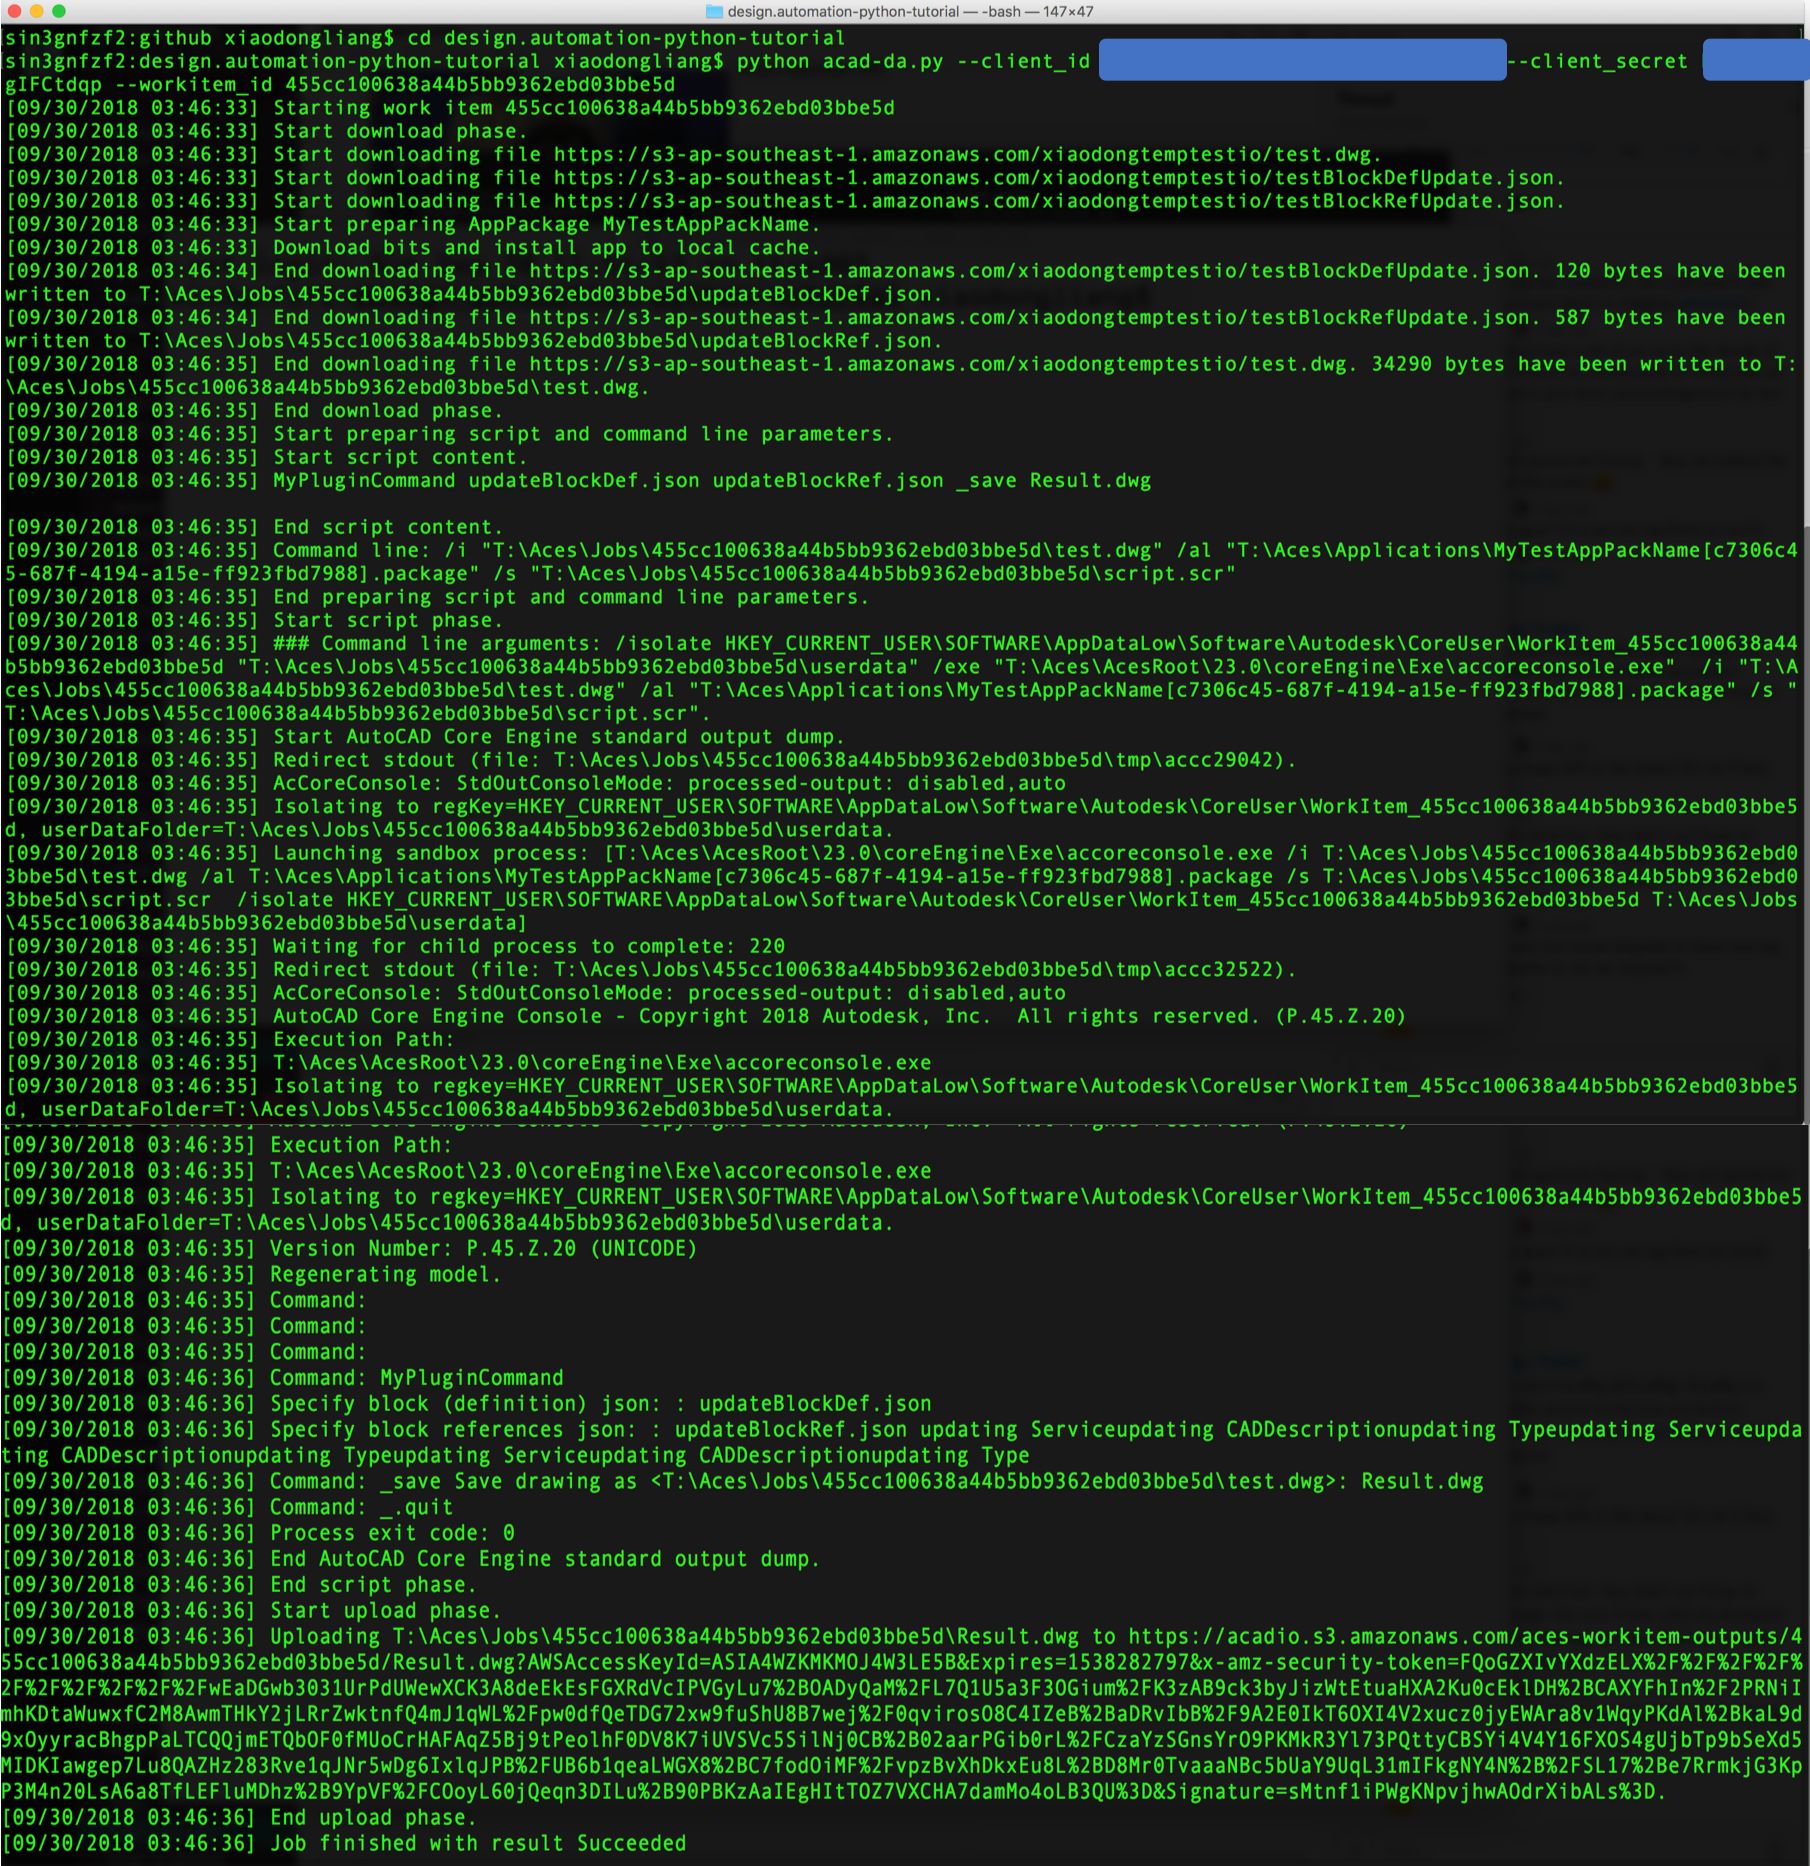 design.automation-python-tutorial — -bash — 147×47
sin3gnfzf2:github xiaodongliang$ cd design.automation-python-tutorial
sin3gnfzf2:design.automation-python-tutorial xiaodongliang$ python acad-da.py --client_id --client_secret
gIFCtdqp --workitem_id 455cc100638a44b5bb9362ebd03bbe5d
[09/30/2018 03:46:33] Starting work item 455cc100638a44b5bb9362ebd03bbe5d
[09/30/2018 03:46:33] Start download phase.
[09/30/2018 03:46:33] Start downloading file https://s3-ap-southeast-1.amazonaws.com/xiaodongtemptestio/test.dwg.
[09/30/2018 03:46:33] Start downloading file https://s3-ap-southeast-1.amazonaws.com/xiaodongtemptestio/testBlockDefUpdate.json.
[09/30/2018 03:46:33] Start downloading file https://s3-ap-southeast-1.amazonaws.com/xiaodongtemptestio/testBlockRefUpdate.json.
[09/30/2018 03:46:33] Start preparing AppPackage MyTestAppPackName.
[09/30/2018 03:46:33] Download bits and install app to local cache.
[09/30/2018 03:46:34] End downloading file https://s3-ap-southeast-1.amazonaws.com/xiaodongtemptestio/testBlockDefUpdate.json. 120 bytes have been
written to T:\Aces\Jobs\455cc100638a44b5bb9362ebd03bbe5d\updateBlockDef.json.
[09/30/2018 03:46:34] End downloading file https://s3-ap-southeast-1.amazonaws.com/xiaodongtemptestio/testBlockRefUpdate.json. 587 bytes have been
written to T:\Aces\Jobs\455cc100638a44b5bb9362ebd03bbe5d\updateBlockRef.json.
[09/30/2018 03:46:35] End downloading file https://s3-ap-southeast-1.amazonaws.com/xiaodongtemptestio/test.dwg. 34290 bytes have been written to T:
\Aces\Jobs\455cc100638a44b5bb9362ebd03bbe5d\test.dwg.
[09/30/2018 03:46:35] End download phase.
[09/30/2018 03:46:35] Start preparing script and command line parameters.
[09/30/2018 03:46:35] Start script content.
[09/30/2018 03:46:35] MyPluginCommand updateBlockDef.json updateBlockRef.json _save Result.dwg
[09/30/2018 03:46:35] End script content.
[09/30/2018 03:46:35] Command line: /i "T:\Aces\Jobs\455cc100638a44b5bb9362ebd03bbe5d\test.dwg" /al "T:\Aces\Applications\MyTestAppPackName[c7306c4
5-687f-4194-a15e-ff923fbd7988].package" /s "T:\Aces\Jobs\455cc100638a44b5bb9362ebd03bbe5d\script.scr"
[09/30/2018 03:46:35] End preparing script and command line parameters.
[09/30/2018 03:46:35] Start script phase.
[09/30/2018 03:46:35] ### Command line arguments: /isolate HKEY_CURRENT_USER\SOFTWARE\AppDataLow\Software\Autodesk\CoreUser\WorkItem_455cc100638a44
b5bb9362ebd03bbe5d "T:\Aces\Jobs\455cc100638a44b5bb9362ebd03bbe5d\userdata" /exe "T:\Aces\AcesRoot\23.0\coreEngine\Exe\accoreconsole.exe"  /i "T:\A
ces\Jobs\455cc100638a44b5bb9362ebd03bbe5d\test.dwg" /al "T:\Aces\Applications\MyTestAppPackName[c7306c45-687f-4194-a15e-ff923fbd7988].package" /s "
T:\Aces\Jobs\455cc100638a44b5bb9362ebd03bbe5d\script.scr".
[09/30/2018 03:46:35] Start AutoCAD Core Engine standard output dump.
[09/30/2018 03:46:35] Redirect stdout (file: T:\Aces\Jobs\455cc100638a44b5bb9362ebd03bbe5d\tmp\accc29042).
[09/30/2018 03:46:35] AcCoreConsole: StdOutConsoleMode: processed-output: disabled,auto
[09/30/2018 03:46:35] Isolating to regKey=HKEY_CURRENT_USER\SOFTWARE\AppDataLow\Software\Autodesk\CoreUser\WorkItem_455cc100638a44b5bb9362ebd03bbe5
d, userDataFolder=T:\Aces\Jobs\455cc100638a44b5bb9362ebd03bbe5d\userdata.
[09/30/2018 03:46:35] Launching sandbox process: [T:\Aces\AcesRoot\23.0\coreEngine\Exe\accoreconsole.exe /i T:\Aces\Jobs\455cc100638a44b5bb9362ebd0
3bbe5d\test.dwg /al T:\Aces\Applications\MyTestAppPackName[c7306c45-687f-4194-a15e-ff923fbd7988].package /s T:\Aces\Jobs\455cc100638a44b5bb9362ebd0
3bbe5d\script.scr  /isolate HKEY_CURRENT_USER\SOFTWARE\AppDataLow\Software\Autodesk\CoreUser\WorkItem_455cc100638a44b5bb9362ebd03bbe5d T:\Aces\Jobs
\455cc100638a44b5bb9362ebd03bbe5d\userdata]
[09/30/2018 03:46:35] Waiting for child process to complete: 220
[09/30/2018 03:46:35] Redirect stdout (file: T:\Aces\Jobs\455cc100638a44b5bb9362ebd03bbe5d\tmp\accc32522).
[09/30/2018 03:46:35] AcCoreConsole: StdOutConsoleMode: processed-output: disabled,auto
[09/30/2018 03:46:35] AutoCAD Core Engine Console - Copyright 2018 Autodesk, Inc.  All rights reserved. (P.45.Z.20)
[09/30/2018 03:46:35] Execution Path:
[09/30/2018 03:46:35] T:\Aces\AcesRoot\23.0\coreEngine\Exe\accoreconsole.exe
[09/30/2018 03:46:35] Isolating to regkey=HKEY_CURRENT_USER\SOFTWARE\AppDataLow\Software\Autodesk\CoreUser\WorkItem_455cc100638a44b5bb9362ebd03bbe5
d, userDataFolder=T:\Aces\Jobs\455cc100638a44b5bb9362ebd03bbe5d\userdata.
[09/30/2018 03:46:35] Execution Path:
[09/30/2018 03:46:35] T:\Aces\AcesRoot\23.0\coreEngine\Exe\accoreconsole.exe
[09/30/2018 03:46:35] Isolating to regkey=HKEY_CURRENT_USER\SOFTWARE\AppDataLow\Software\Autodesk\CoreUser\WorkItem_455cc100638a44b5bb9362ebd03bbe5
d, userDataFolder=T:\Aces\Jobs\455cc100638a44b5bb9362ebd03bbe5d\userdata.
[09/30/2018 03:46:35] Version Number: P.45.Z.20 (UNICODE)
[09/30/2018 03:46:35] Regenerating model.
[09/30/2018 03:46:35] Command:
[09/30/2018 03:46:35] Command:
[09/30/2018 03:46:35] Command:
[09/30/2018 03:46:36] Command: MyPluginCommand
[09/30/2018 03:46:36] Specify block (definition) json: : updateBlockDef.json
[09/30/2018 03:46:36] Specify block references json: : updateBlockRef.json updating Serviceupdating CADDescriptionupdating Typeupdating Serviceupda
ting CADDescriptionupdating Typeupdating Serviceupdating CADDescriptionupdating Type
[09/30/2018 03:46:36] Command: _save Save drawing as <T:\Aces\Jobs\455cc100638a44b5bb9362ebd03bbe5d\test.dwg>: Result.dwg
[09/30/2018 03:46:36] Command: _.quit
[09/30/2018 03:46:36] Process exit code: 0
[09/30/2018 03:46:36] End AutoCAD Core Engine standard output dump.
[09/30/2018 03:46:36] End script phase.
[09/30/2018 03:46:36] Start upload phase.
[09/30/2018 03:46:36] Uploading T:\Aces\Jobs\455cc100638a44b5bb9362ebd03bbe5d\Result.dwg to https://acadio.s3.amazonaws.com/aces-workitem-outputs/4
55cc100638a44b5bb9362ebd03bbe5d/Result.dwg?AWSAccessKeyId=ASIA4WZKMKMOJ4W3LE5B&Expires=1538282797&x-amz-security-token=FQoGZXIvYXdzELX%2F%2F%2F%2F%
2F%2F%2F%2F%2F%2FwEaDGwb3031UrPdUWewXCK3A8deEkEsFGXRdVcIPVGyLu7%2BOADyQaM%2FL7Q1U5a3F3OGium%2FK3zAB9ck3byJizWtEtuaHXA2Ku0cEklDH%2BCAXYFhIn%2F2PRNiI
mhKDtaWuwxfC2M8AwmTHkY2jLRrZwktnfQ4mJ1qWL%2Fpw0dfQeTDG72xw9fuShU8B7wej%2F0qvirosO8C4IZeB%2BaDRvIbB%2F9A2E0IkT6OXI4V2xucz0jyEWAra8v1WqyPKdAl%2BkaL9d
9xOyyracBhgpPaLTCQQjmETQbOF0fMUoCrHAFAqZ5Bj9tPeolhF0DV8K7iUVSVc5SilNj0CB%2B02aarPGib0rL%2FCzaYzSGnsYrO9PKMkR3Yl73PQttyCBSYi4V4Y16FXOS4gUjbTp9bSeXd5
MIDKIawgep7Lu8QAZHz283Rve1qJNr5wDg6IxlqJPB%2FUB6b1qeaLWGX8%2BC7fodOiMF%2FvpzBvXhDkxEu8L%2BD8Mr0TvaaaNBc5bUaY9UqL31mIFkgNY4N%2B%2FSL17%2Be7RrmkjG3Kp
P3M4n20LsA6a8TfLEFluMDhz%2B9YpVF%2FCOoyL60jQeqn3DILu%2B90PBKzAaIEgHItTOZ7VXCHA7damMo4oLB3QU%3D&Signature=sMtnf1iPWgKNpvjhwAOdrXibALs%3D.
[09/30/2018 03:46:36] End upload phase.
[09/30/2018 03:46:36] Job finished with result Succeeded